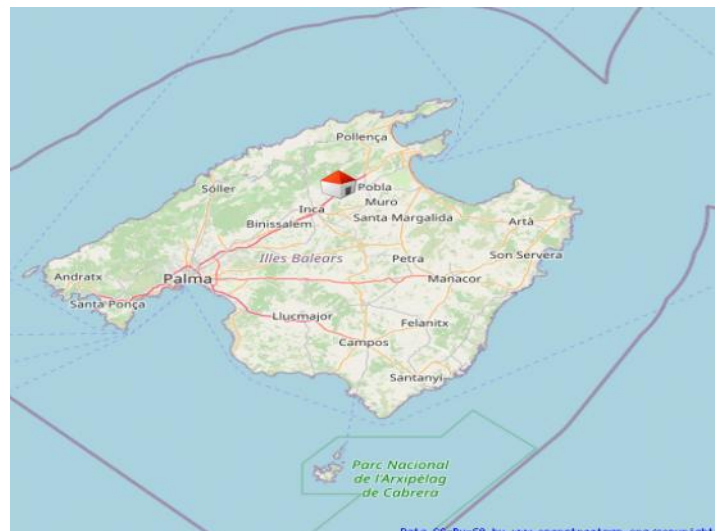 Pollença
Sóller
Pobla
Inca
Muro
Binissalem
Santa Margalida
Artà
Illes Balears
Petra
Son Servera
Andratx
Palma
Manacor
Santa Ponça
Llucmajor
Felanitx
Campos
Santanyí
Parc Nacional
de l'Arxipèlag
de Cabrera